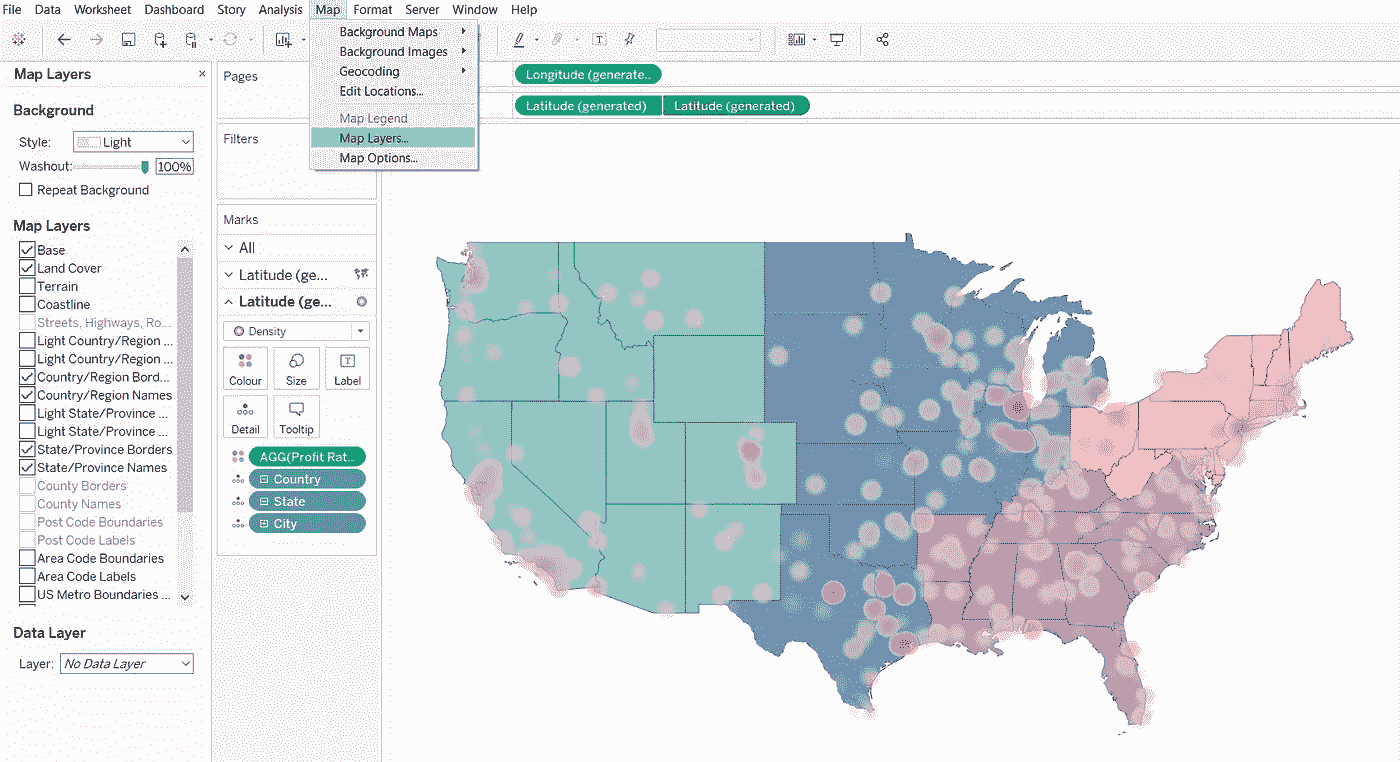 File Data Worksheet Dashboard Story Analysis Map Format Server Window Help
Background Maps
Background Images
Geocoding
Edit Locations...
Map Legend
Map Layers...
Map Options...
Map Layers ×
Background
Style: Light
Washout: 100%
Repeat Background
Map Layers
Base
Land Cover
Terrain
Coastline
Streets, Highways, Ro...
Light Country/Region ...
Light Country/Region ...
Country/Region Bord...
Country/Region Names
Light State/Province ...
Light State/Province ...
State/Province Borders
State/Province Names
County Borders
County Names
Post Code Boundaries
Post Code Labels
Area Code Boundaries
Area Code Labels
US Metro Boundaries ...
Data Layer
Layer: No Data Layer
Pages
Filters
Marks
All
Latitude (ge...
Latitude (ge...
Density
Colour Size Label
Detail Tooltip
AGG(Profit Rat..
Country
State
City
Longitude (generate..
Latitude (generated) Latitude (generated)